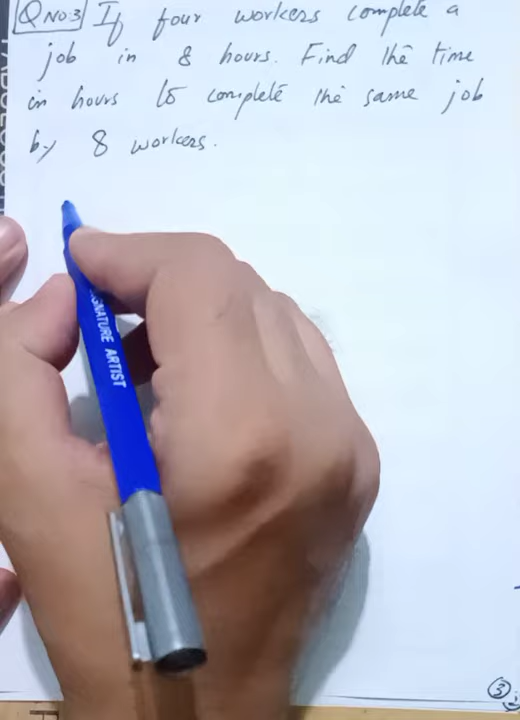 Q NO:3 If four workers complete a
job in 8 hours. Find the time
in hours to complete the same job
by 8 workers.
SIGNATURE ARTIST
3